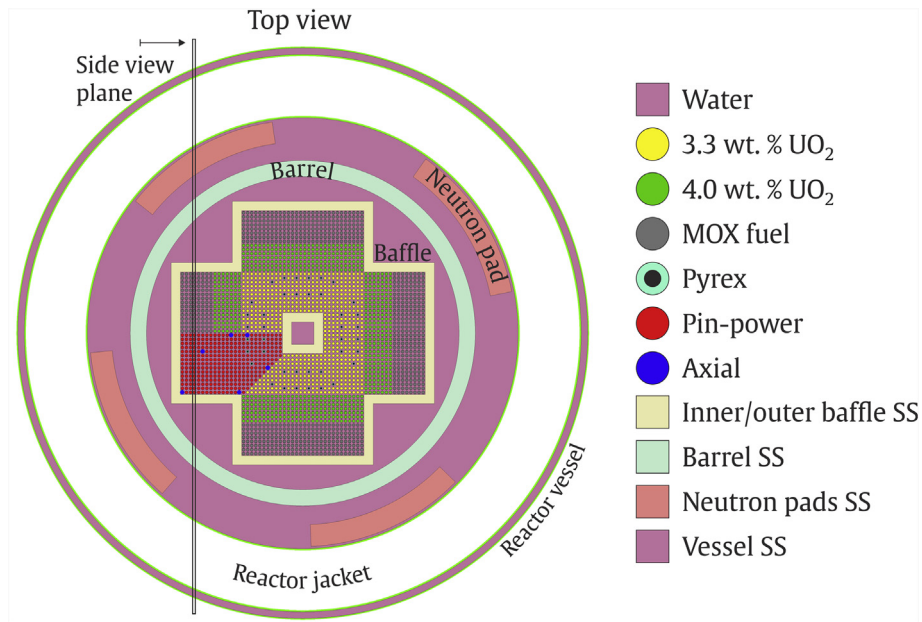 Top view
Side view
plane
Barrel
Neutron pad
Baffle
Reactor vessel
Reactor jacket
Water
3.3 wt. % UO₂
4.0 wt. % UO₂
MOX fuel
Pyrex
Pin-power
Axial
Inner/outer baffle SS
Barrel SS
Neutron pads SS
Vessel SS